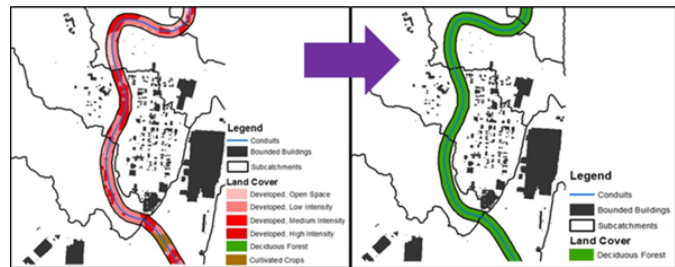 Legend
Conduits
Bounded Buildings
Subcatchments
Land Cover
Developed, Open Space
Developed, Low Intensity
Developed, Medium Intensity
Developed, High Intensity
Deciduous Forest
Cultivated Crops
Legend
Conduits
Bounded Buildings
Subcatchments
Land Cover
Deciduous Forest